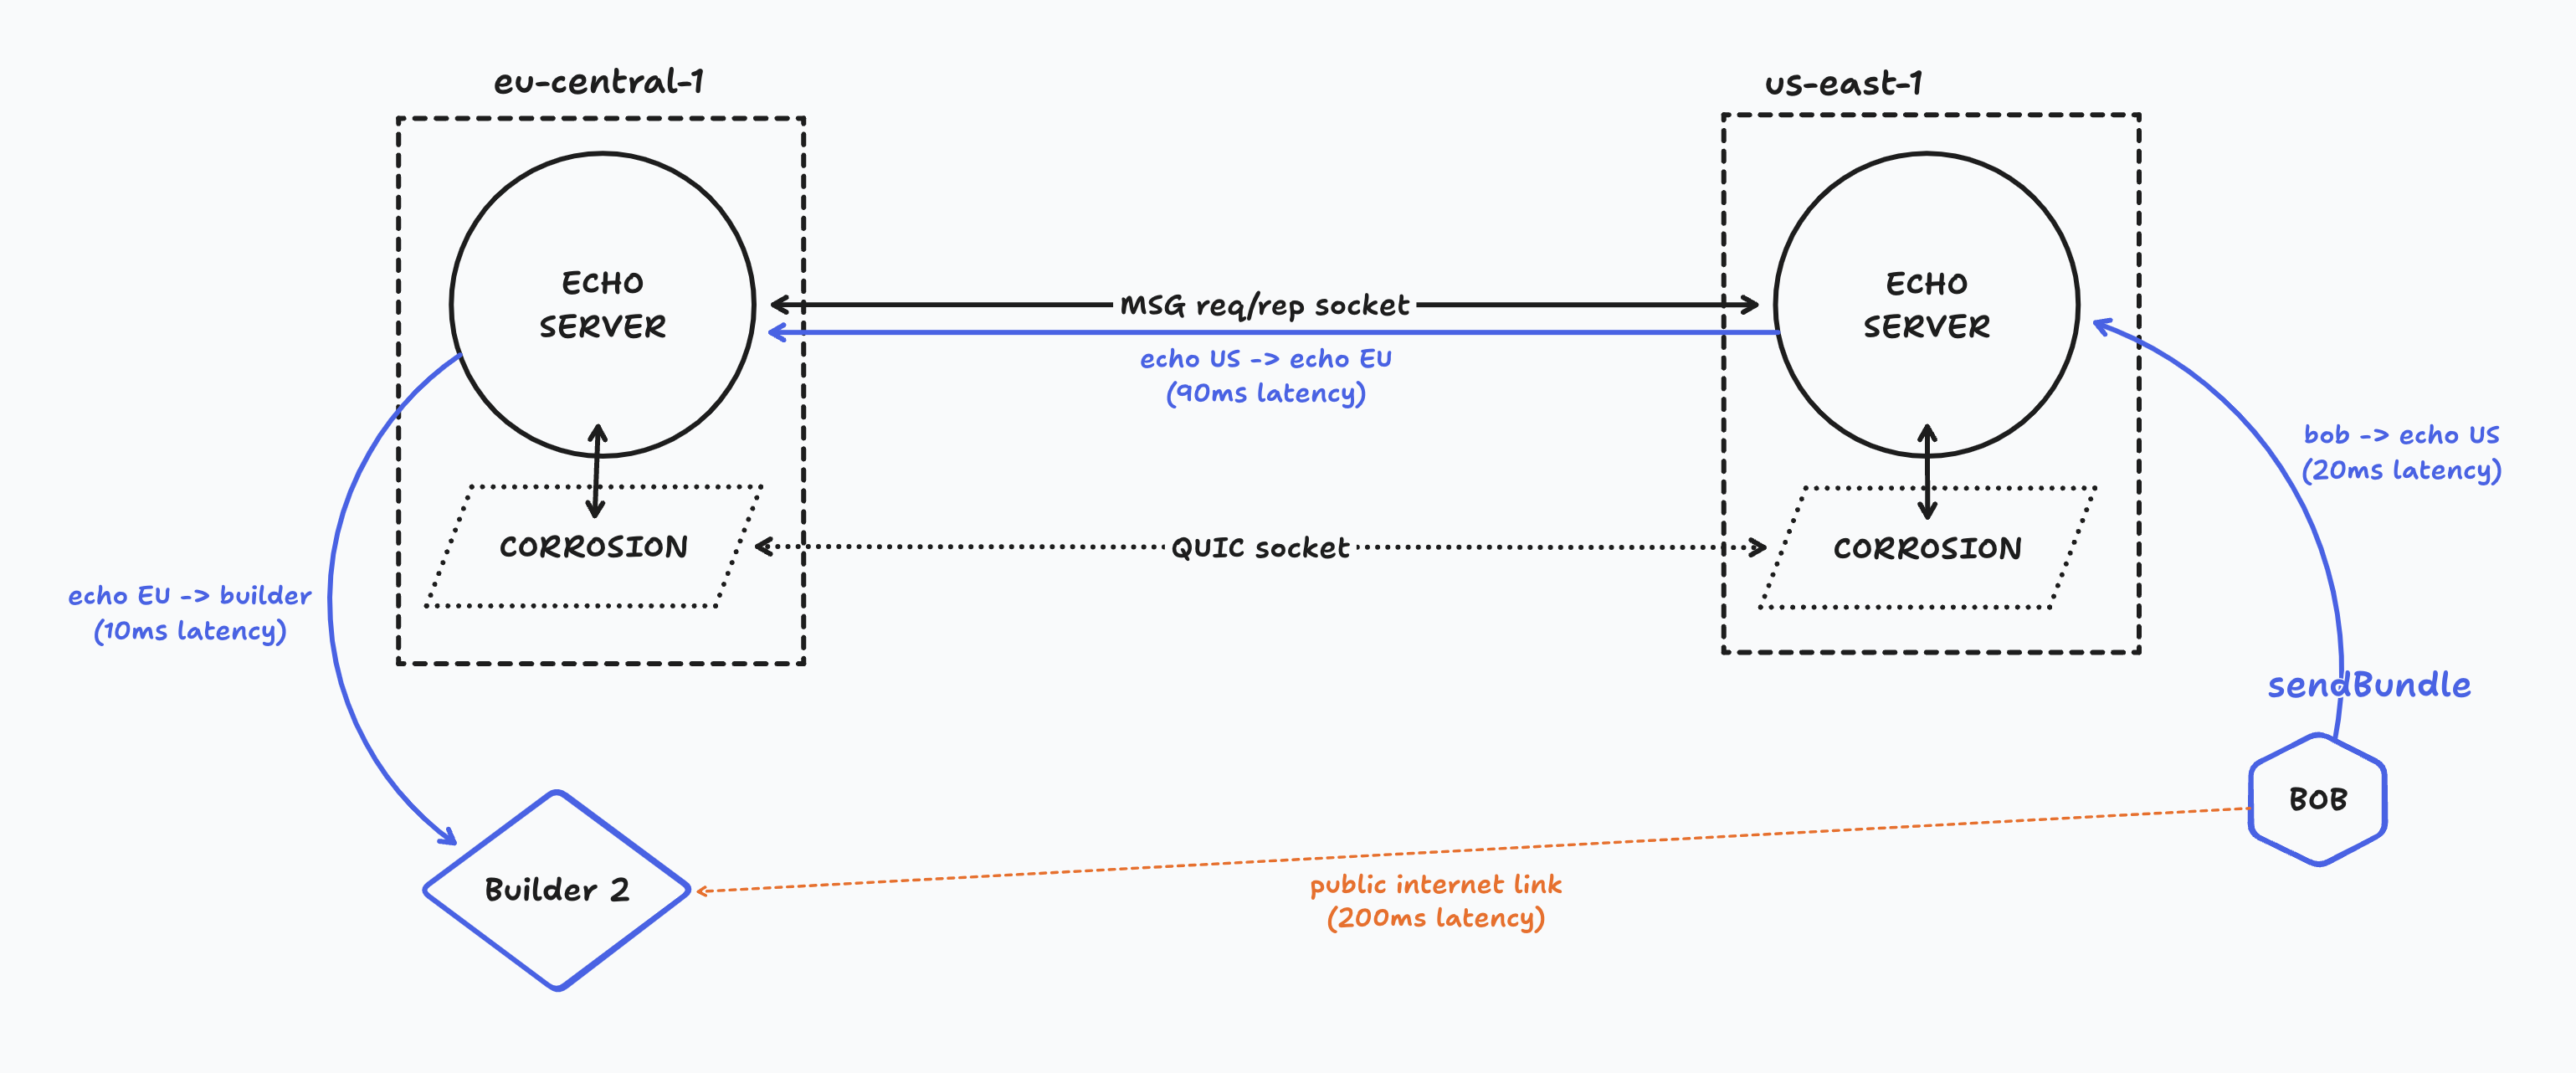 eu-central-1
us-east-1
ECHO
SERVER
ECHO
SERVER
MSG req/rep socket
echo US -> echo EU
(90ms latency)
bob -> echo US
(20ms latency)
CORROSION
QUIC socket
CORROSION
echo EU -> builder
(10ms latency)
sendBundle
BOB
Builder 2
public internet link
(200ms latency)